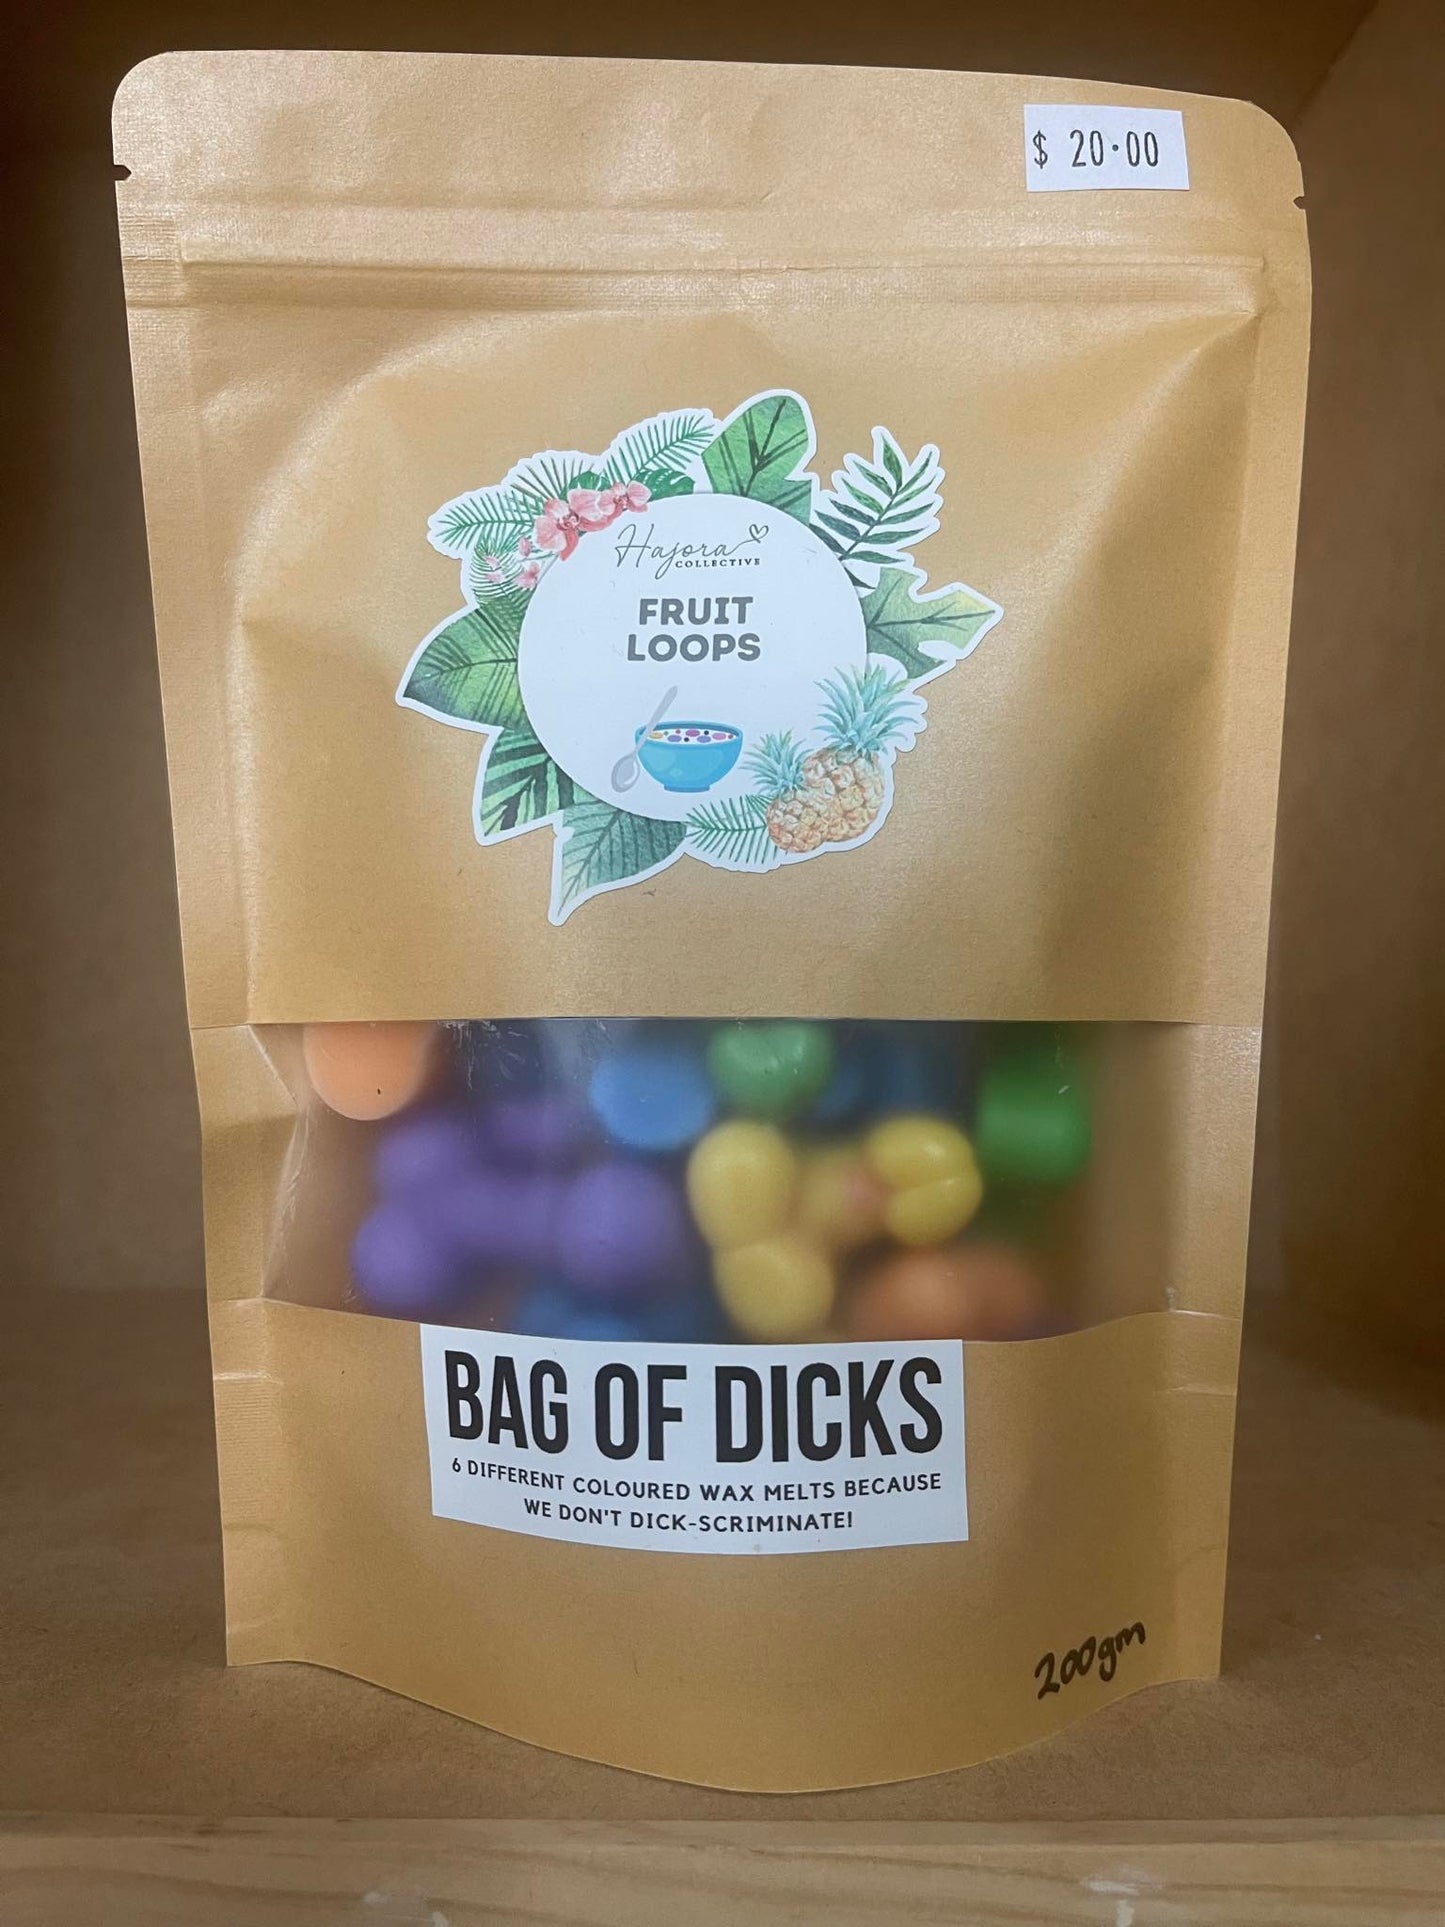 $ 20.00
Hajora
COLLECTIVE
FRUIT
LOOPS
BAG OF DICKS
6 DIFFERENT COLOURED WAX MELTS BECAUSE
WE DON'T DICK-SCRIMINATE!
200gm